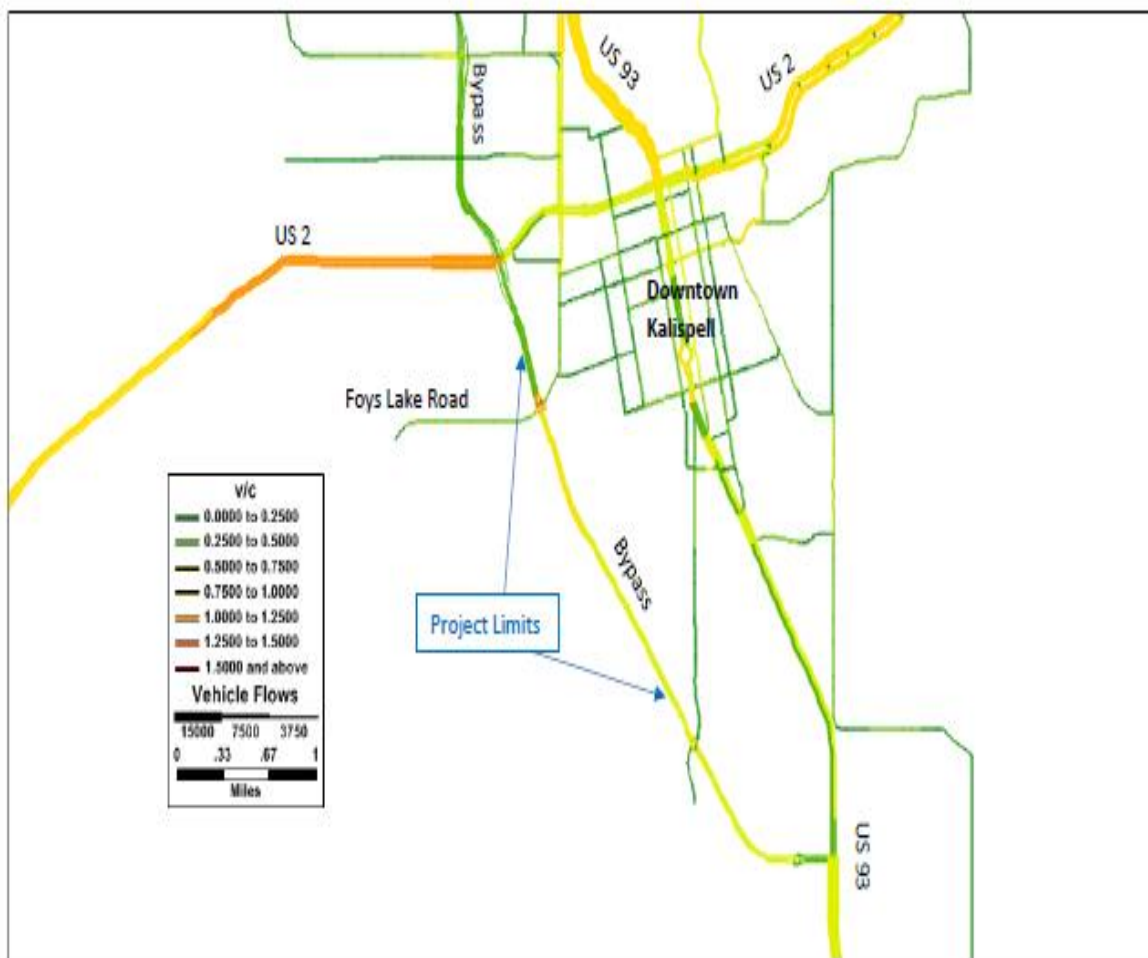 US 93
US 2
Bypass
US 2
Downtown
Kalispell
Foys Lake Road
v/c
0.0000 to 0.2500
0.2500 to 0.5000
0.5000 to 0.7500
0.7500 to 1.0000
1.0000 to 1.2500
1.2500 to 1.5000
1.5000 and above
Vehicle Flows
15000 7500 3750
0 .33 .67 1
Miles
Bypass
Project Limits
US 93